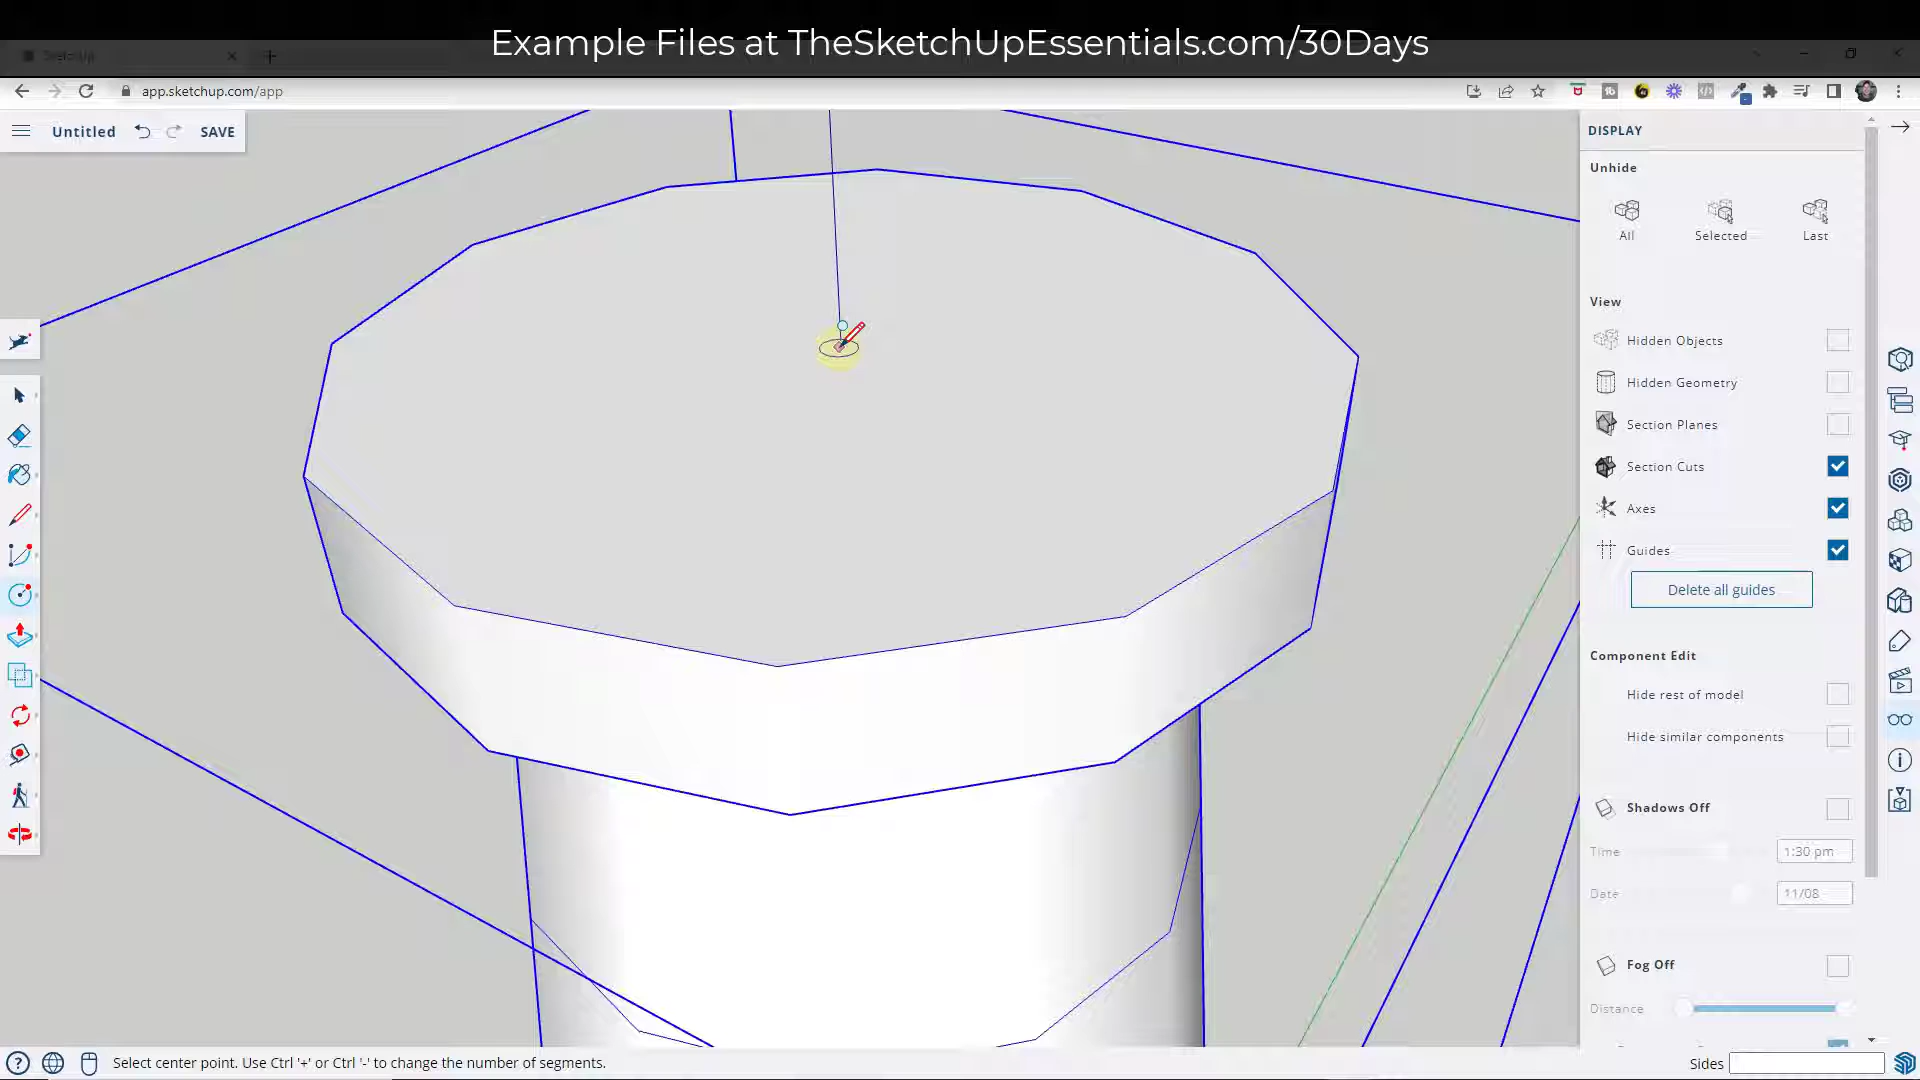 Example Files at TheSketchUpEssentials.com/30Days
SketchUp
app.sketchup.com/app
Untitled
SAVE
DISPLAY
Unhide
All
Selected
Last
View
Hidden Objects
Hidden Geometry
Section Planes
Section Cuts
Axes
Guides
Delete all guides
Component Edit
Hide rest of model
Hide similar components
Shadows Off
Time
1:30 pm
Date
11/08
Fog Off
Distance
Select center point. Use Ctrl '+' or Ctrl '-' to change the number of segments.
Sides